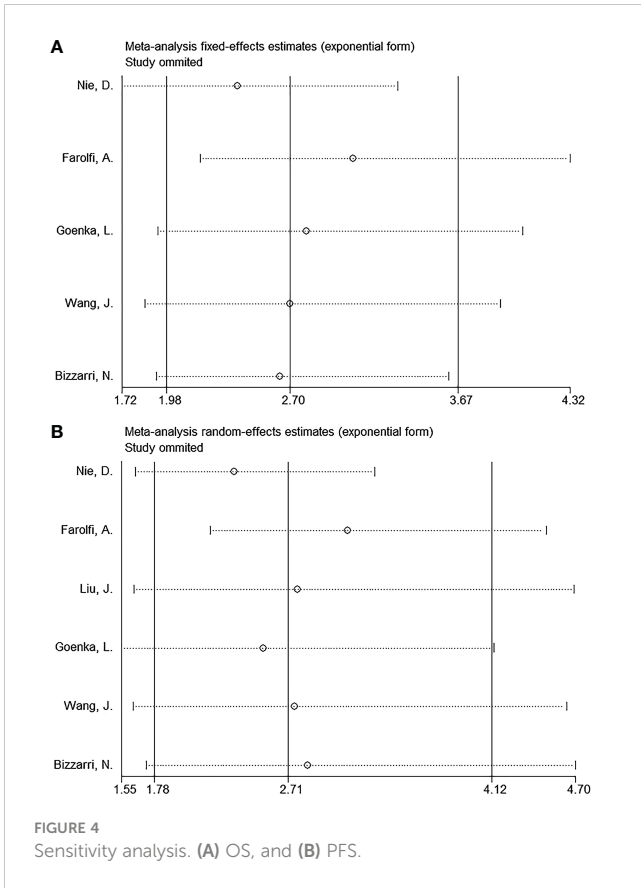 A
Meta-analysis fixed-effects estimates (exponential form)
Study ommited
Nie, D.
Farolfi, A.
Goenka, L.
Wang, J.
Bizzarri, N.
1.72 1.98 2.70 3.67 4.32
B
Meta-analysis random-effects estimates (exponential form)
Study ommited
Nie, D.
Farolfi, A.
Liu, J.
Goenka, L.
Wang, J.
Bizzarri, N.
1.55 1.78 2.71 4.12 4.70
FIGURE 4
Sensitivity analysis. (A) OS, and (B) PFS.